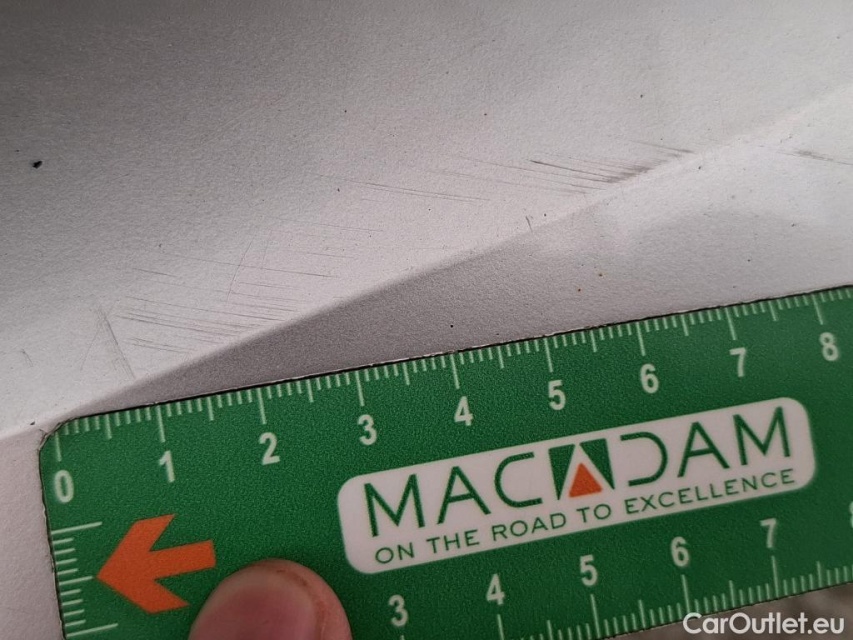 0 1 2 3 4 5 6 7 8
MACADAM
ON THE ROAD TO EXCELLENCE
3 4 5 6 7
CarOutlet.eu